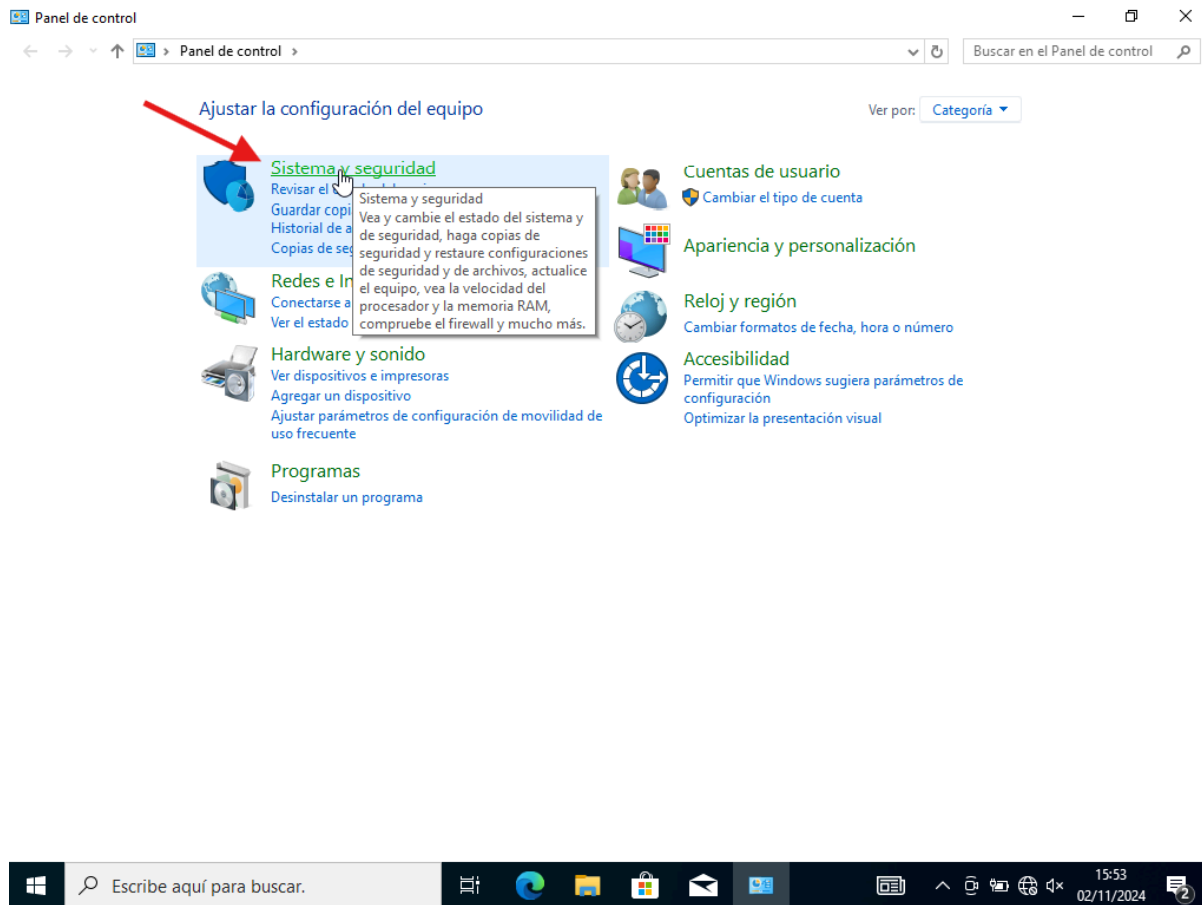 Panel de control
Panel de control
Buscar en el Panel de control
Ajustar la configuración del equipo
Ver por: Categoría
Sistema y seguridad
Revisar el
Guardar copi
Historial de a
Copias de seg
Sistema y seguridad
Vea y cambie el estado del sistema y
de seguridad, haga copias de
seguridad y restaure configuraciones
de seguridad y de archivos, actualice
el equipo, vea la velocidad del
procesador y la memoria RAM,
compruebe el firewall y mucho más.
Redes e In
Conectarse a
Ver el estado
Hardware y sonido
Ver dispositivos e impresoras
Agregar un dispositivo
Ajustar parámetros de configuración de movilidad de
uso frecuente
Programas
Desinstalar un programa
Cuentas de usuario
Cambiar el tipo de cuenta
Apariencia y personalización
Reloj y región
Cambiar formatos de fecha, hora o número
Accesibilidad
Permitir que Windows sugiera parámetros de
configuración
Optimizar la presentación visual
Escribe aquí para buscar.
15:53
02/11/2024
2